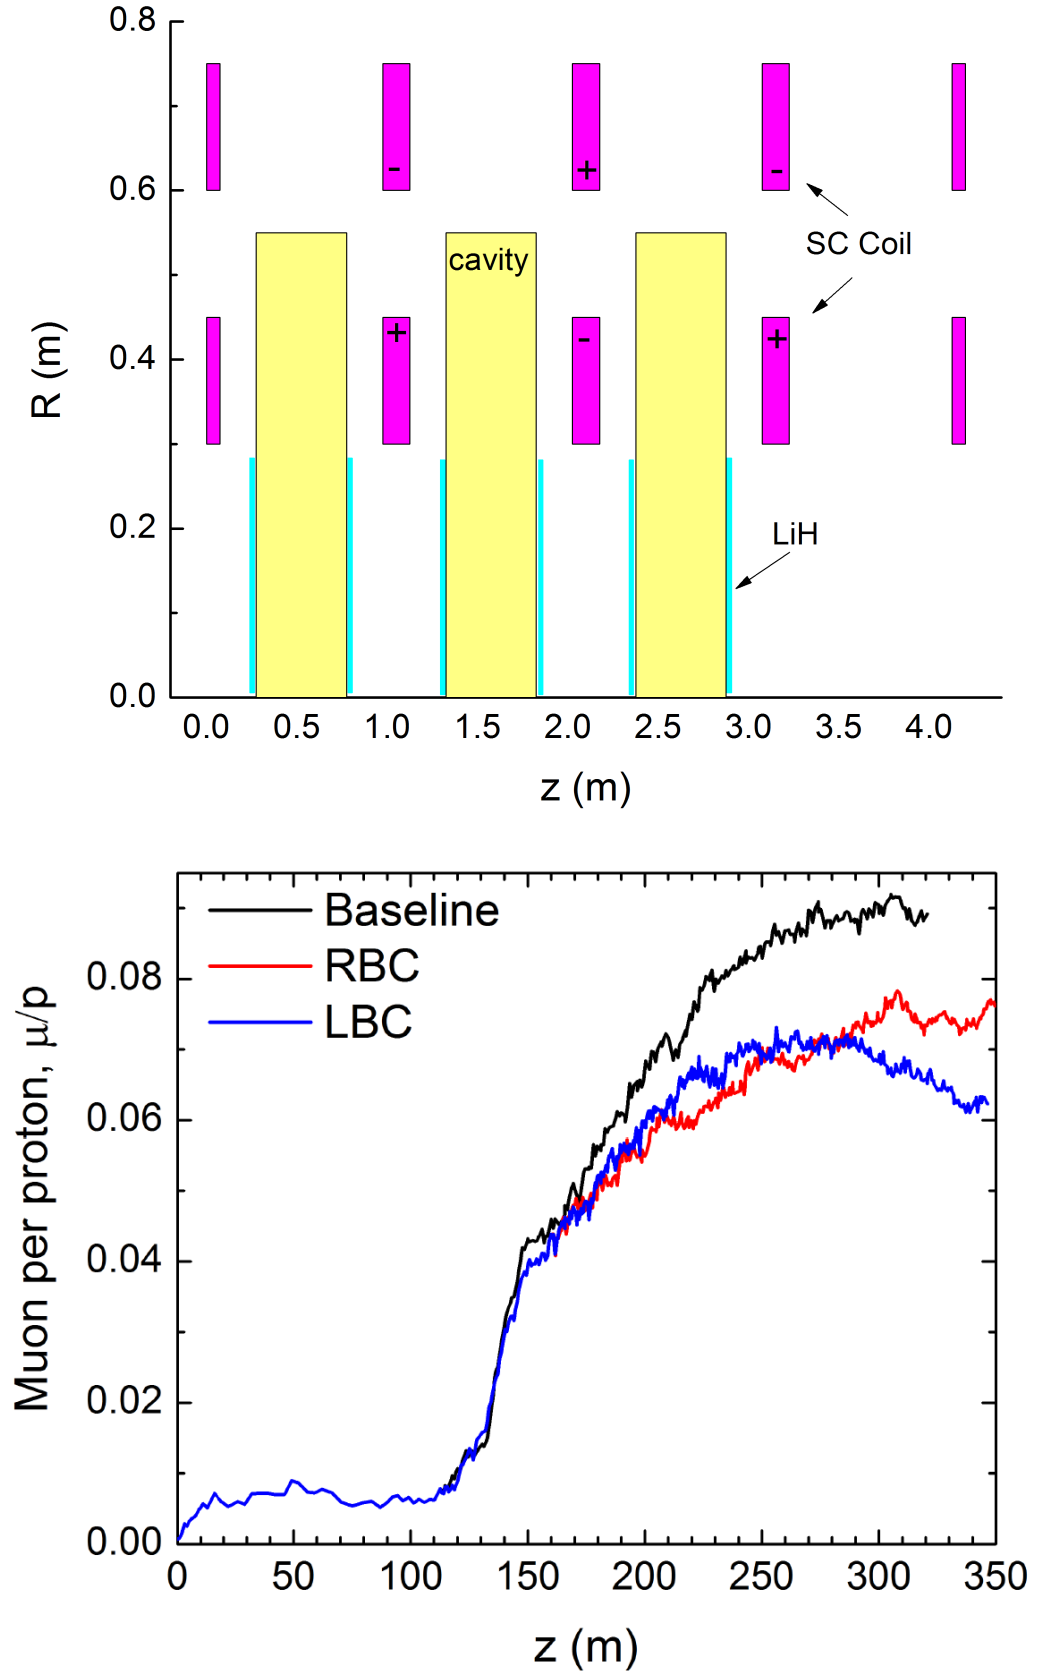 0.8
0.6
0.4
0.2
0.0
R (m)
- + -
cavity
SC Coil
+ - +
LiH
0.0 0.5 1.0 1.5 2.0 2.5 3.0 3.5 4.0
z (m)
Baseline
RBC
LBC
0.08
0.06
0.04
0.02
0.00
Muon per proton, μ/p
0 50 100 150 200 250 300 350
z (m)